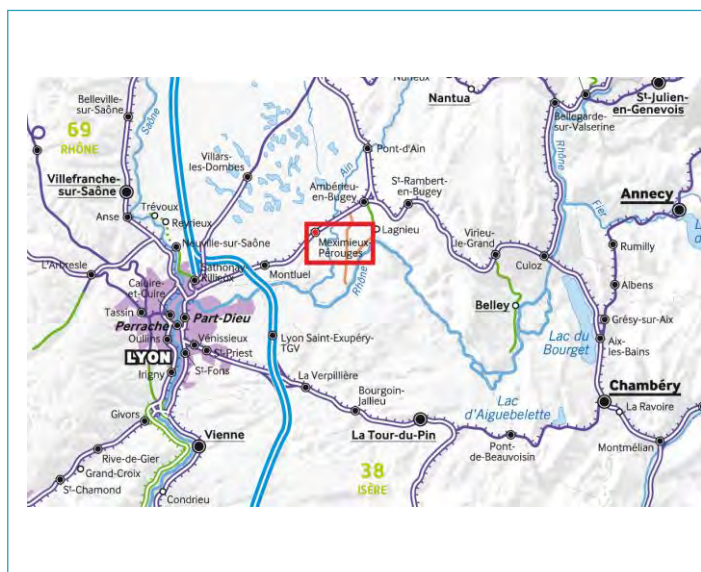 Nurieux
Nantua
St-Julien-
en-Genevois
Bellegarde-
sur-Valserine
Belleville-
sur-Saône
69
RHÔNE
Saône
Villars-
les-Dombes
Ain
Pont-d'Ain
Rhône
Villefranche-
sur-Saône
Trévoux
Anse
Reyrieux
Ambérieu-
en-Bugey
St-Rambert-
en-Bugey
Annecy
Fier
Neuville-sur-Saône
Meximieux-
Pérouges
Lagnieu
Virieu-
le-Grand
Culoz
Rumilly
L'Arbresle
Sathonay-
Rillieux
Montluel
Rhône
Albens
Caluire-
et-Cuire
Tassin
Part-Dieu
Perrache
Belley
Grésy-sur-Aix
Oullins
Vénissieux
Lyon Saint-Exupéry-
TGV
Lac du
Bourget
Aix-
les-Bains
LYON
St-Priest
Irigny
St-Fons
La Verpillière
Bourgoin-
Jallieu
Lac
d'Aiguebelette
Chambéry
La Ravoire
Givors
Vienne
La Tour-du-Pin
Pont-
de-Beauvoisin
Montmélian
Rive-de-Gier
Grand-Croix
St-Chamond
Condrieu
38
ISÈRE